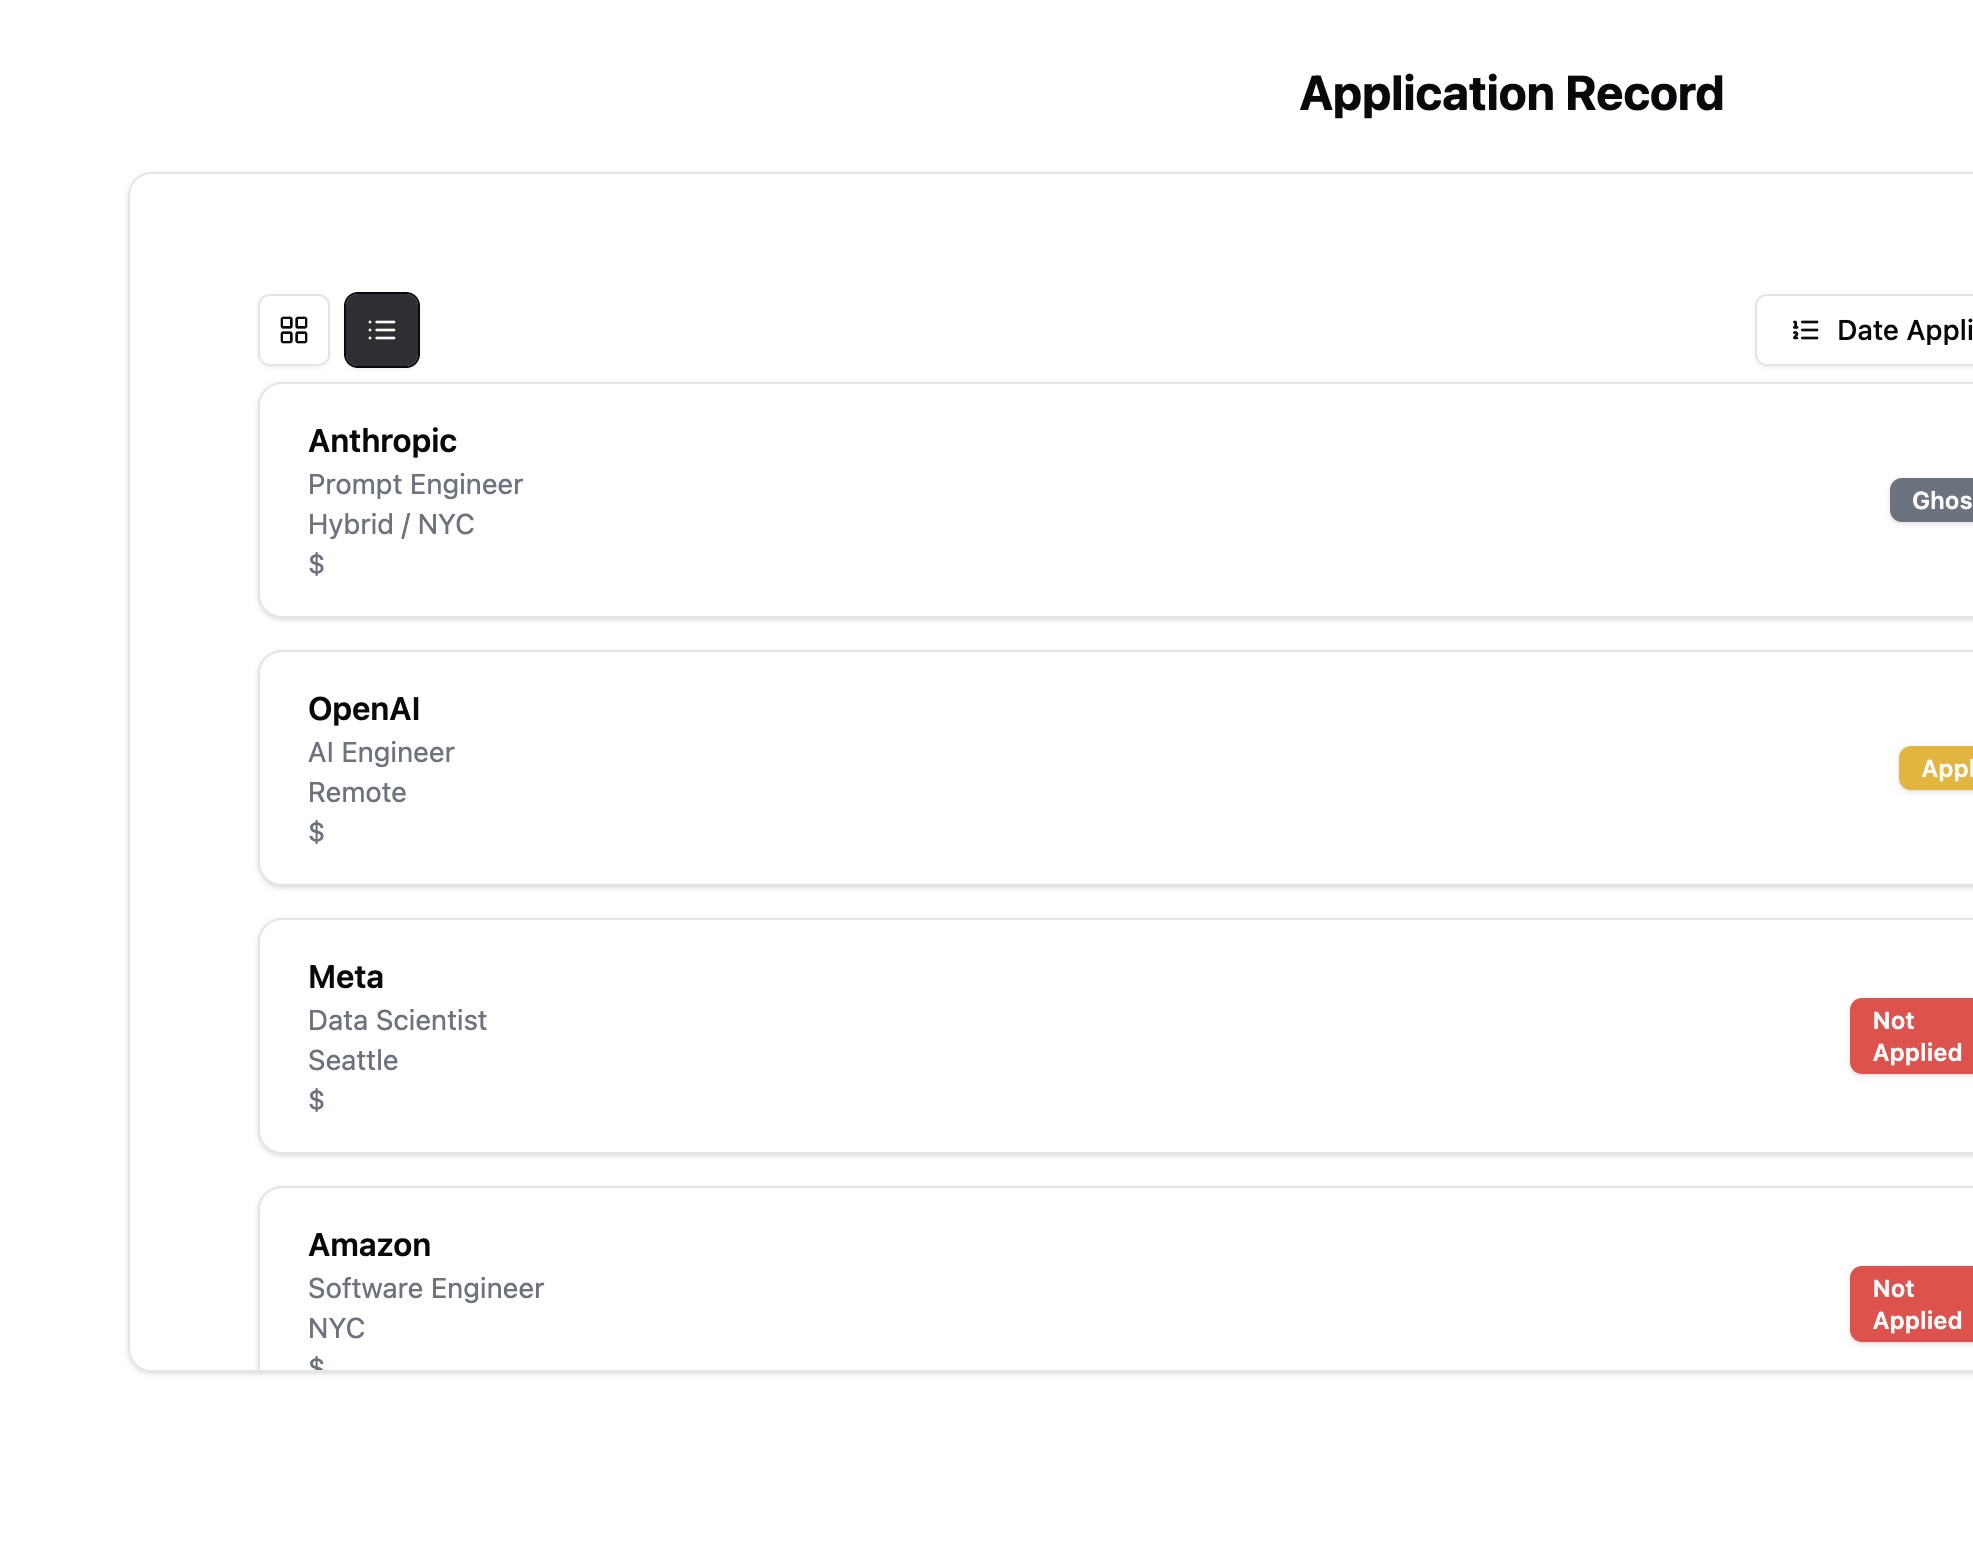 Application Record
Date Appli
Anthropic
Prompt Engineer
Hybrid / NYC
$
Ghos
OpenAI
AI Engineer
Remote
$
Appl
Meta
Data Scientist
Seattle
$
Not
Applied
Amazon
Software Engineer
NYC
$
Not
Applied